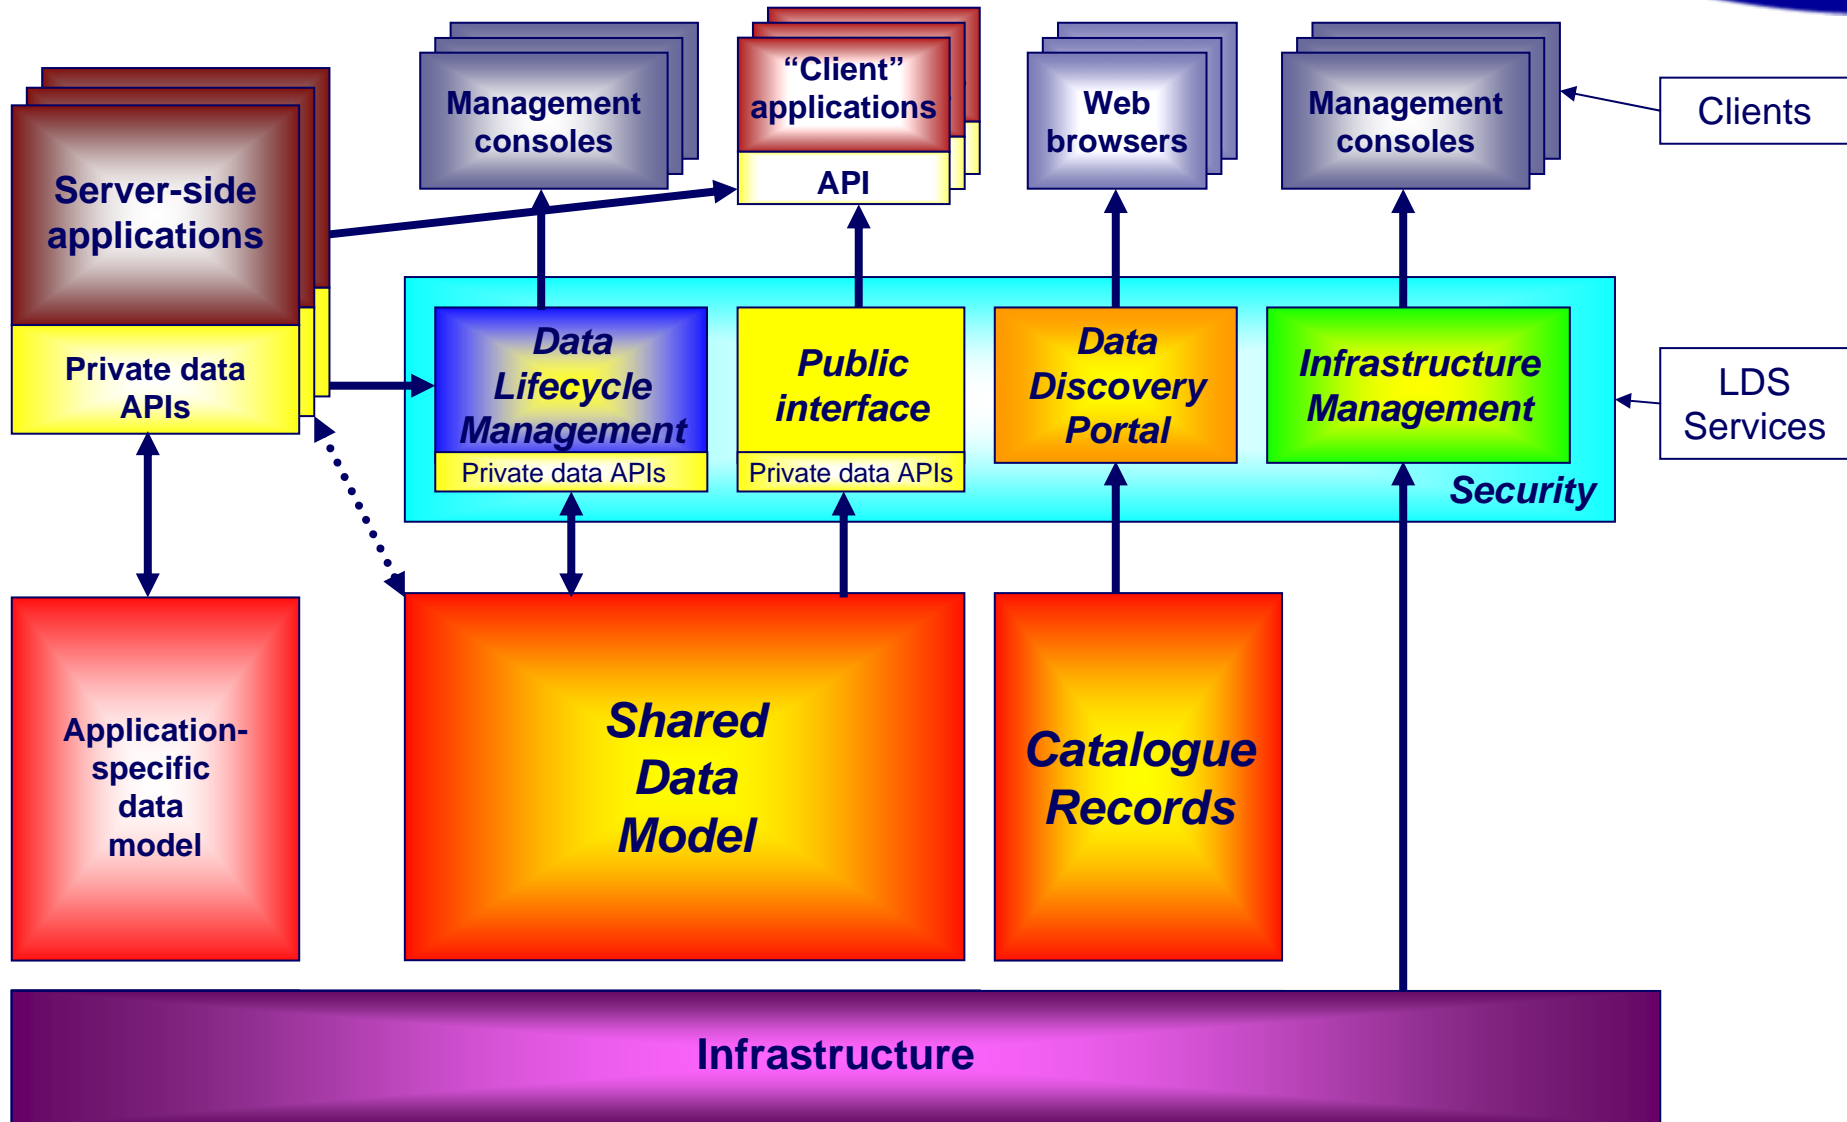 Management
consoles
“Client”
applications
API
Web
browsers
Management
consoles
Clients
Server-side
applications
Private data
APIs
Data
Lifecycle
Management
Private data APIs
Public
interface
Private data APIs
Data
Discovery
Portal
Infrastructure
Management
Security
LDS
Services
Application-
specific
data
model
Shared
Data
Model
Catalogue
Records
Infrastructure